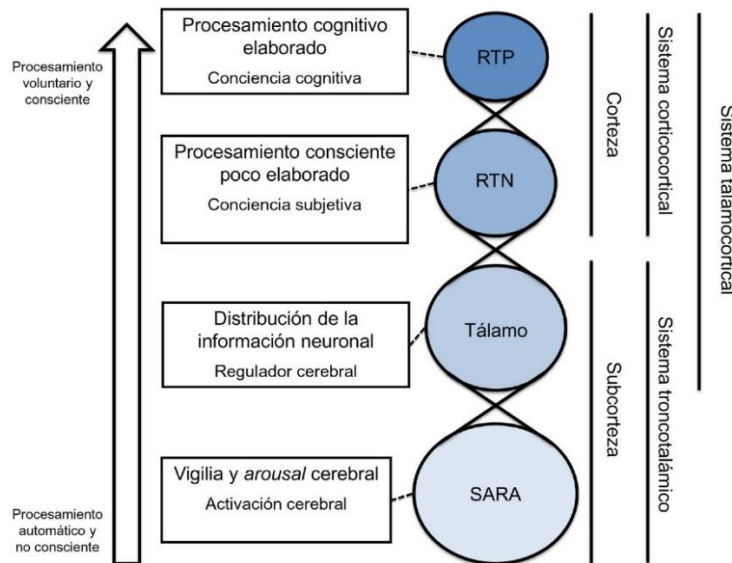 Procesamiento
voluntario y
consciente
Procesamiento cognitivo
elaborado
Conciencia cognitiva
RTP
Procesamiento consciente
poco elaborado
Conciencia subjetiva
RTN
Distribución de la
información neuronal
Regulador cerebral
Tálamo
Vigilia y arousal cerebral
Activación cerebral
SARA
Procesamiento
automático y
no consciente
Corteza
Subcorteza
Sistema corticocortical
Sistema troncotalámico
Sistema talamocortical